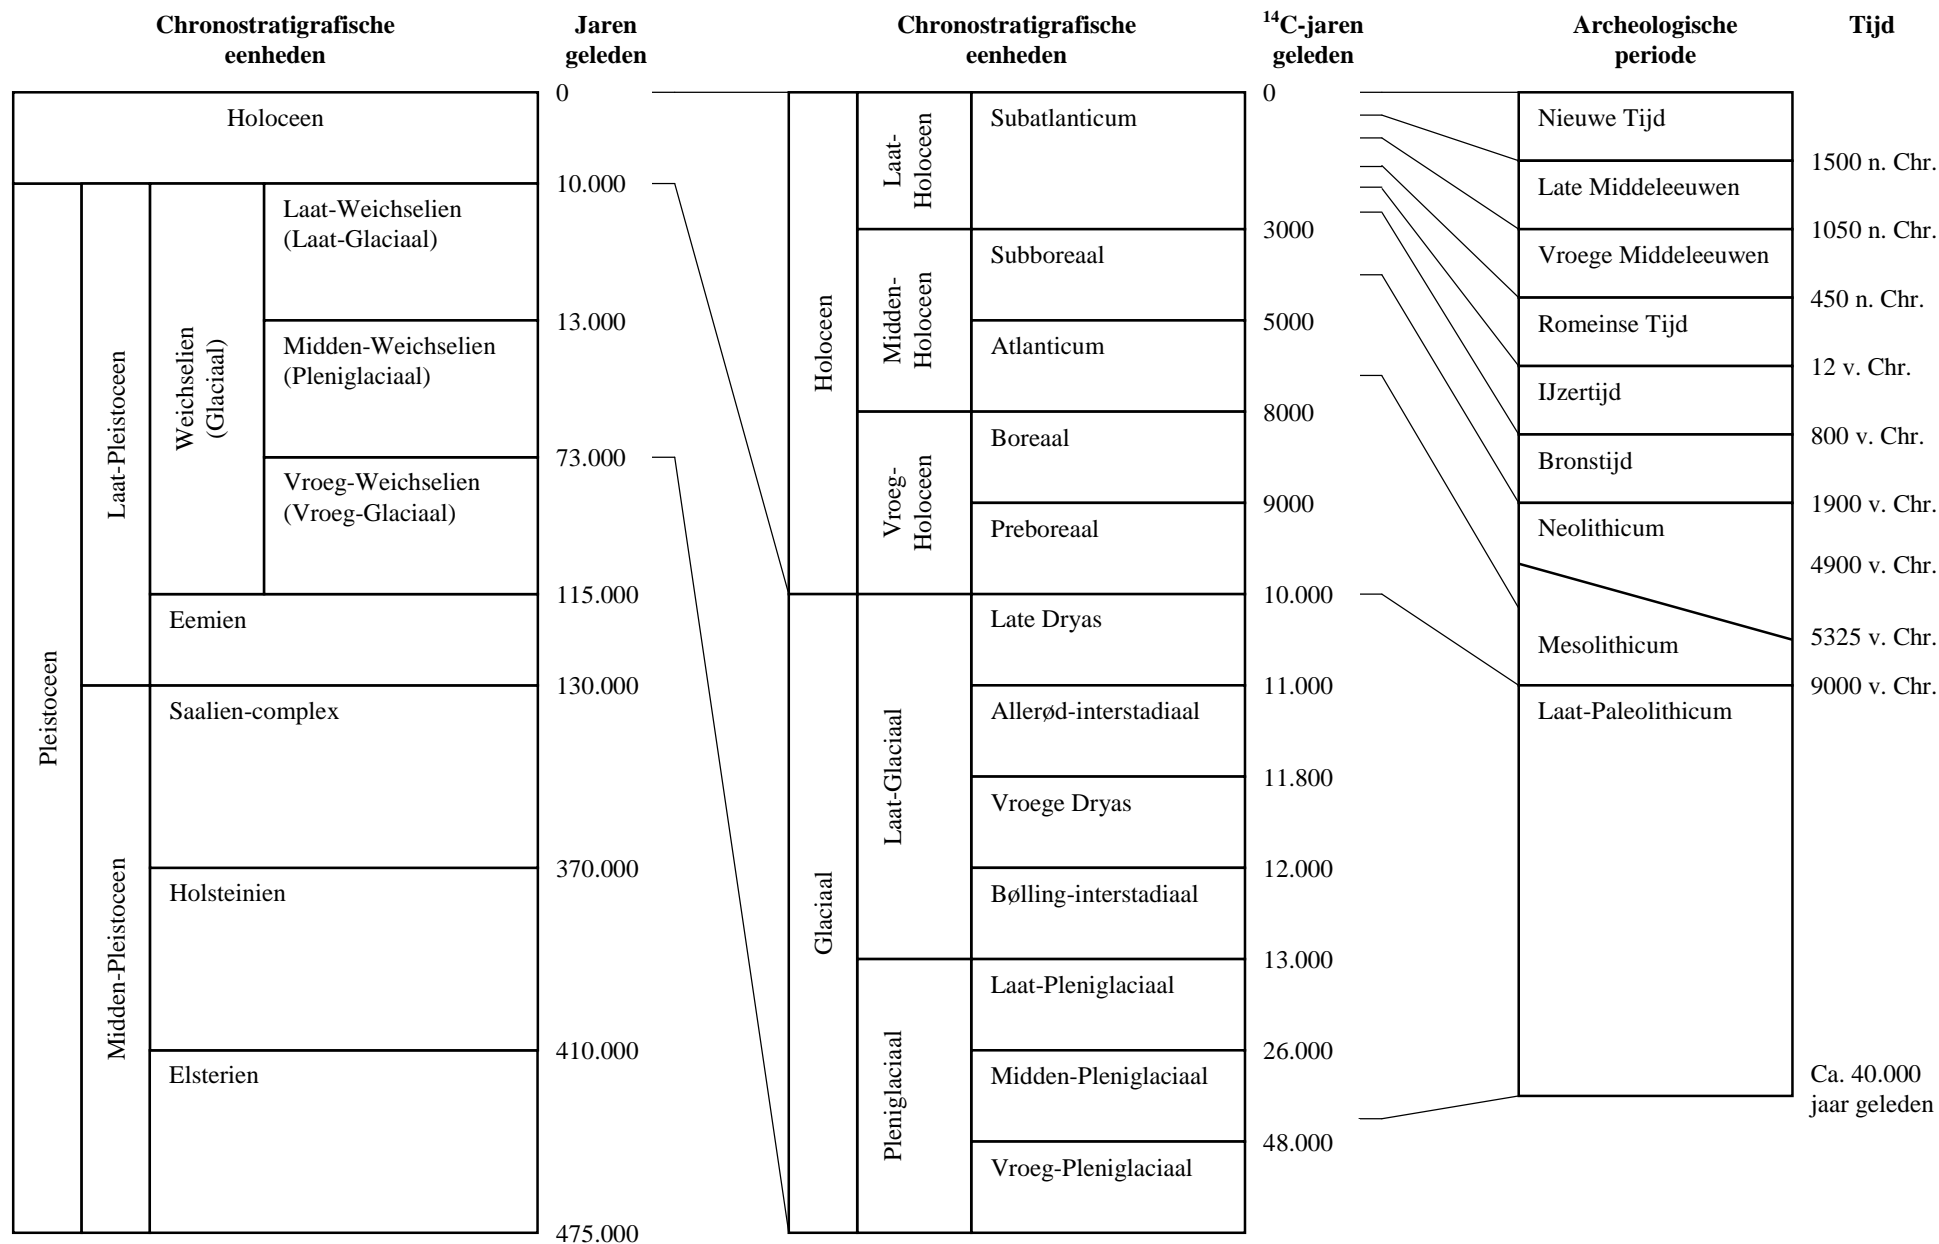 Chronostratigrafische
eenheden
Jaren
geleden
Chronostratigrafische
eenheden
14C-jaren
geleden
Archeologische
periode
Tijd
Holoceen
Pleistoceen
Laat-Pleistoceen
Weichselien
(Glaciaal)
Laat-Weichselien
(Laat-Glaciaal)
Midden-Weichselien
(Pleniglaciaal)
Vroeg-Weichselien
(Vroeg-Glaciaal)
Eemien
Midden-Pleistoceen
Saalien-complex
Holsteinien
Elsterien
0
10.000
13.000
73.000
115.000
130.000
370.000
410.000
475.000
Holoceen
Laat-
Holoceen
Subatlanticum
Midden-
Holoceen
Subboreaal
Atlanticum
Vroeg-
Holoceen
Boreaal
Preboreaal
Glaciaal
Laat-Glaciaal
Late Dryas
Allerød-interstadiaal
Vroege Dryas
Bølling-interstadiaal
Pleniglaciaal
Laat-Pleniglaciaal
Midden-Pleniglaciaal
Vroeg-Pleniglaciaal
0
3000
5000
8000
9000
10.000
11.000
11.800
12.000
13.000
26.000
48.000
Nieuwe Tijd
Late Middeleeuwen
Vroege Middeleeuwen
Romeinse Tijd
IJzertijd
Bronstijd
Neolithicum
Mesolithicum
Laat-Paleolithicum
1500 n. Chr.
1050 n. Chr.
450 n. Chr.
12 v. Chr.
800 v. Chr.
1900 v. Chr.
4900 v. Chr.
5325 v. Chr.
9000 v. Chr.
Ca. 40.000
jaar geleden